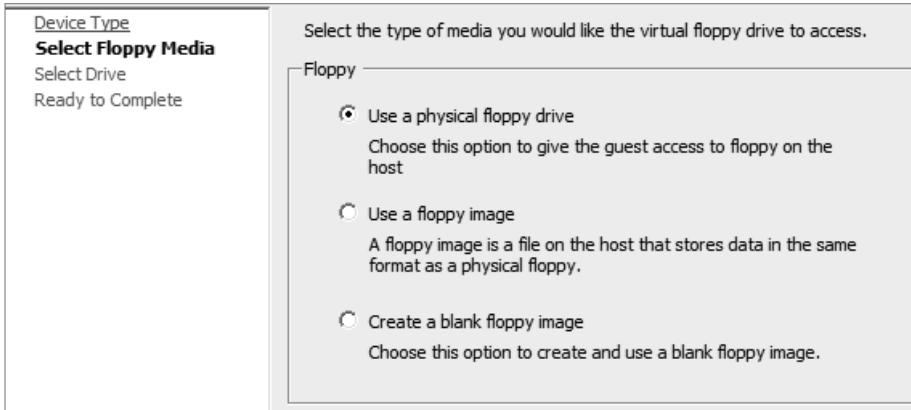 Device Type
Select Floppy Media
Select Drive
Ready to Complete
Select the type of media you would like the virtual floppy drive to access.
Floppy
Use a physical floppy drive
Choose this option to give the guest access to floppy on the
host
Use a floppy image
A floppy image is a file on the host that stores data in the same
format as a physical floppy.
Create a blank floppy image
Choose this option to create and use a blank floppy image.